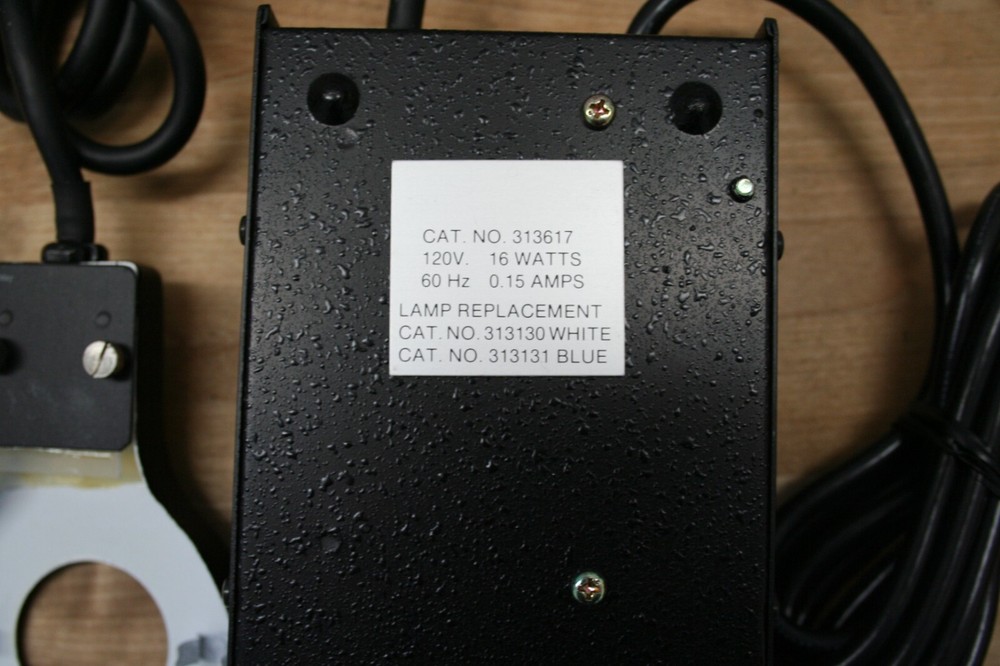 CAT. NO. 313617
120V. 16 WATTS
60 Hz 0.15 AMPS
LAMP REPLACEMENT
CAT. NO. 313130 WHITE
CAT. NO. 313131 BLUE